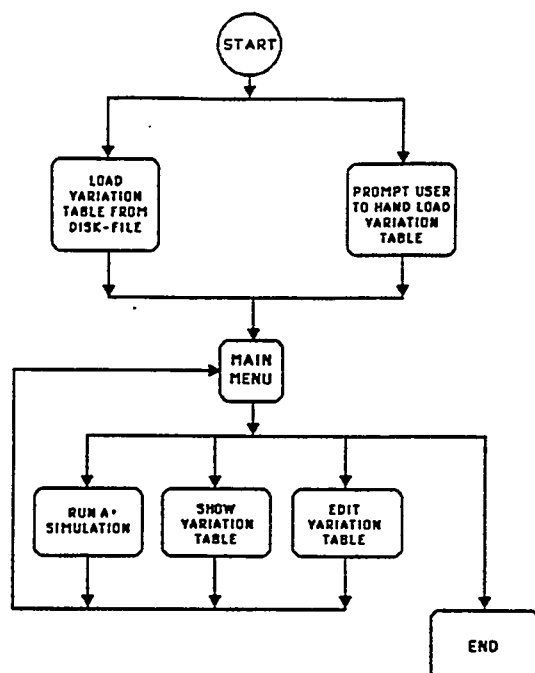 START
LOAD
VARIATION
TABLE FROM
DISK-FILE
PROMPT USER
TO HAND LOAD
VARIATION
TABLE
MAIN
MENU
RUN A
SIMULATION
SHOW
VARIATION
TABLE
EDIT
VARIATION
TABLE
END